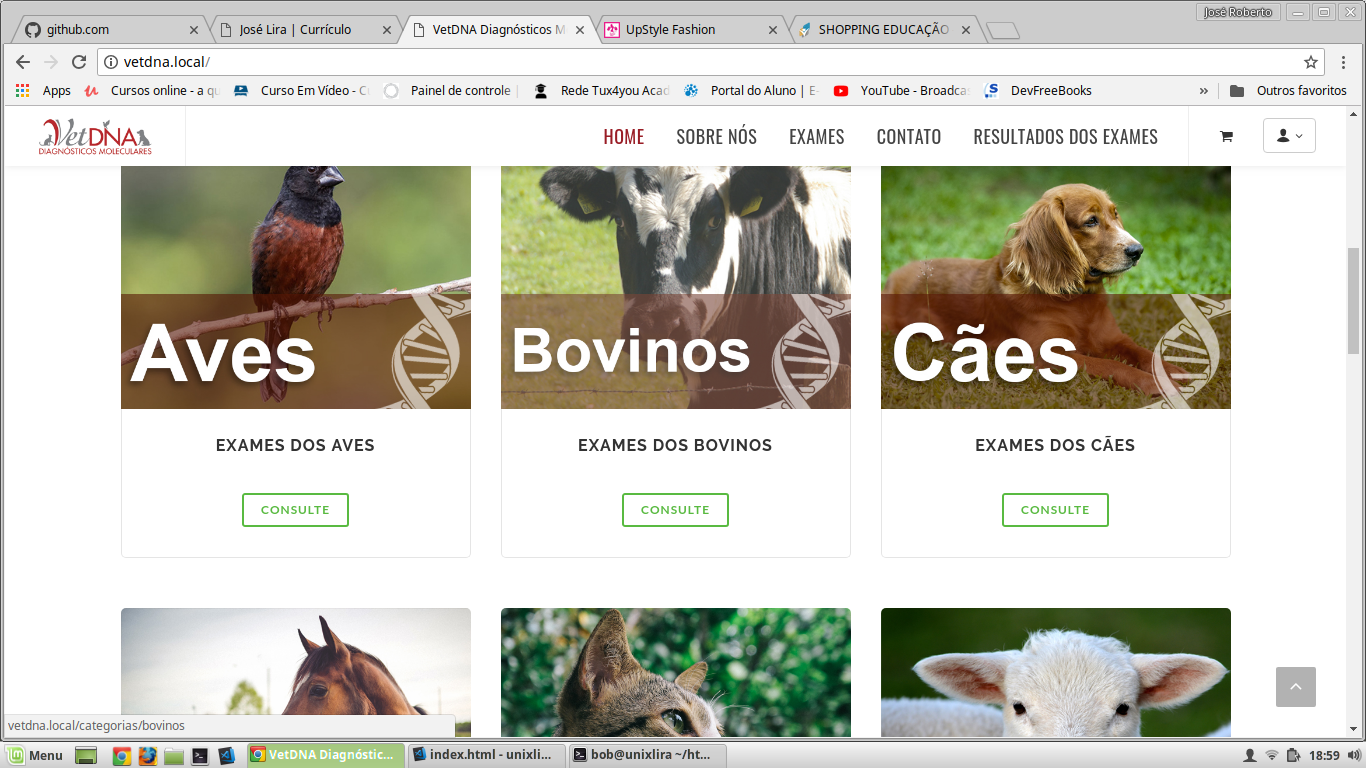 José Roberto
github.com
José Lira | Currículo
VetDNA Diagnósticos M
UpStyle Fashion
SHOPPING EDUCAÇÃO
vetdna.local/
Apps
Cursos online - a qu
Curso Em Vídeo - Cu
Painel de controle |
Rede Tux4you Acad
Portal do Aluno | E-
YouTube - Broadcas
DevFreeBooks
»
Outros favoritos
VetDNA
DIAGNÓSTICOS MOLECULARES
HOME
SOBRE NÓS
EXAMES
CONTATO
RESULTADOS DOS EXAMES
Aves
Bovinos
Cães
EXAMES DOS AVES
EXAMES DOS BOVINOS
EXAMES DOS CÃES
CONSULTE
CONSULTE
CONSULTE
vetdna.local/categorias/bovinos
Menu
VetDNA Diagnóstic...
index.html - unixli...
bob@unixlira ~/ht...
18:59